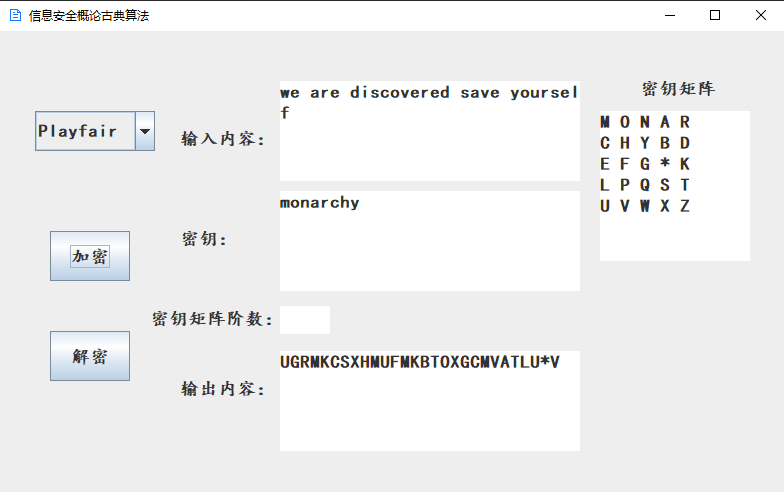 信息安全概论古典算法
Playfair
输入内容：
we are discovered save yoursel
f
密钥：
monarchy
加密
密钥矩阵阶数：
解密
输出内容：
UGRMKCSXHMUFMKBTOXGCMVATLU*V
密钥矩阵
M O N A R
C H Y B D
E F G * K
L P Q S T
U V W X Z